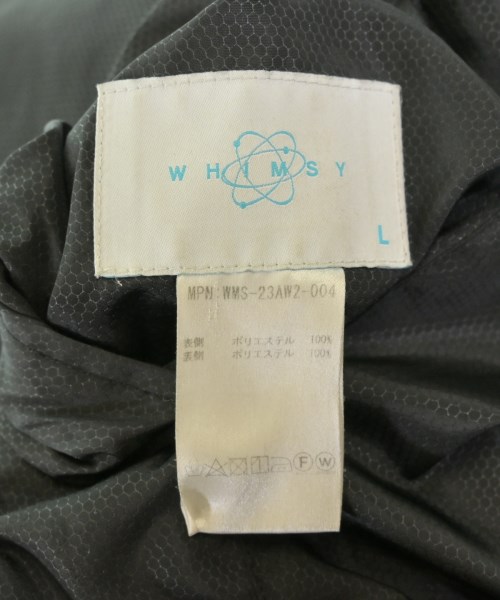 WHIMSY
L
MPN:WMS-23AW2-004
表側 ポリエステル 100%
裏側 ポリエステル 100%
F W